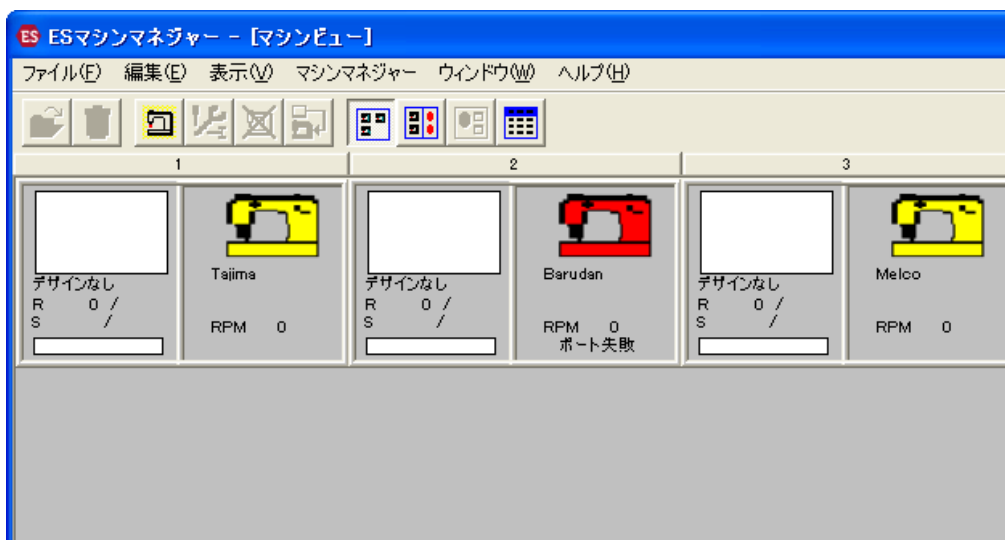 ES ESマシンマネジャー - [マシンビュー]
ファイル(F) 編集(E) 表示(V) マシンマネジャー ウィンドウ(W) ヘルプ(H)
1 2 3
デザインなし
R 0 /
S /
Tajima
RPM 0
デザインなし
R 0 /
S /
Barudan
RPM 0
ポート失敗
デザインなし
R 0 /
S /
Melco
RPM 0